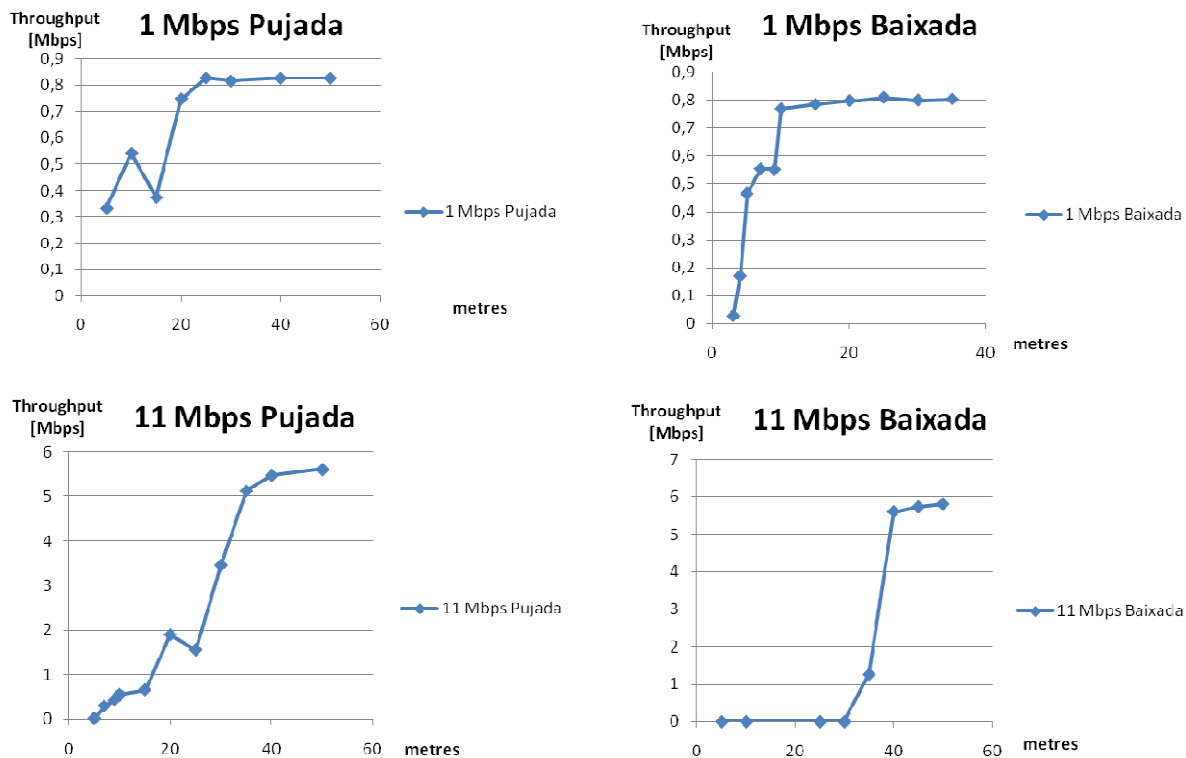 Throughput
[Mbps]
1 Mbps Pujada
0,9
0,8
0,7
0,6
0,5
0,4
0,3
0,2
0,1
0
0
20
40
60
metres
1 Mbps Pujada
Throughput
[Mbps]
1 Mbps Baixada
0,9
0,8
0,7
0,6
0,5
0,4
0,3
0,2
0,1
0
0
20
40
metres
1 Mbps Baixada
Throughput
[Mbps]
11 Mbps Pujada
6
5
4
3
2
1
0
0
20
40
60
metres
11 Mbps Pujada
Throughput
[Mbps]
11 Mbps Baixada
7
6
5
4
3
2
1
0
0
20
40
60
metres
11 Mbps Baixada